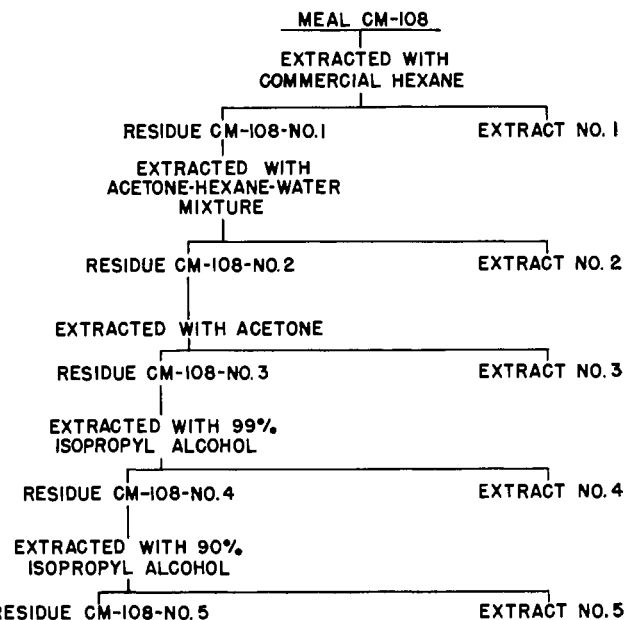 MEAL CM-108
EXTRACTED WITH
COMMERCIAL HEXANE
RESIDUE CM-108-NO.1 EXTRACT NO. 1
EXTRACTED WITH
ACETONE-HEXANE-WATER
MIXTURE
RESIDUE CM-108-NO.2 EXTRACT NO. 2
EXTRACTED WITH ACETONE
RESIDUE CM-108-NO.3 EXTRACT NO. 3
EXTRACTED WITH 99%
ISOPROPYL ALCOHOL
RESIDUE CM-108-NO.4 EXTRACT NO. 4
EXTRACTED WITH 90%
ISOPROPYL ALCOHOL
RESIDUE CM-108-NO.5 EXTRACT NO. 5